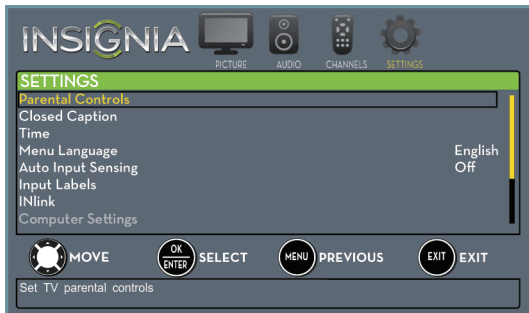 INSIGNIA
PICTURE AUDIO CHANNELS SETTINGS
SETTINGS
Parental Controls
Closed Caption
Time
Menu Language English
Auto Input Sensing Off
Input Labels
INlink
Computer Settings
MOVE OK ENTER SELECT MENU PREVIOUS EXIT EXIT
Set TV parental controls